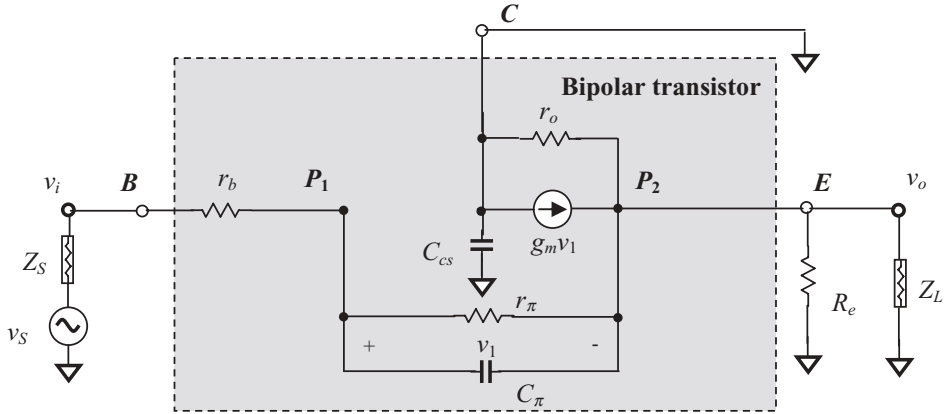 C
Bipolar transistor
r_o
v_i
B
r_b
P_1
P_2
E
v_o
Z_S
C_cs
g_m v_1
R_e
Z_L
v_S
r_π
+
v_1
-
C_π